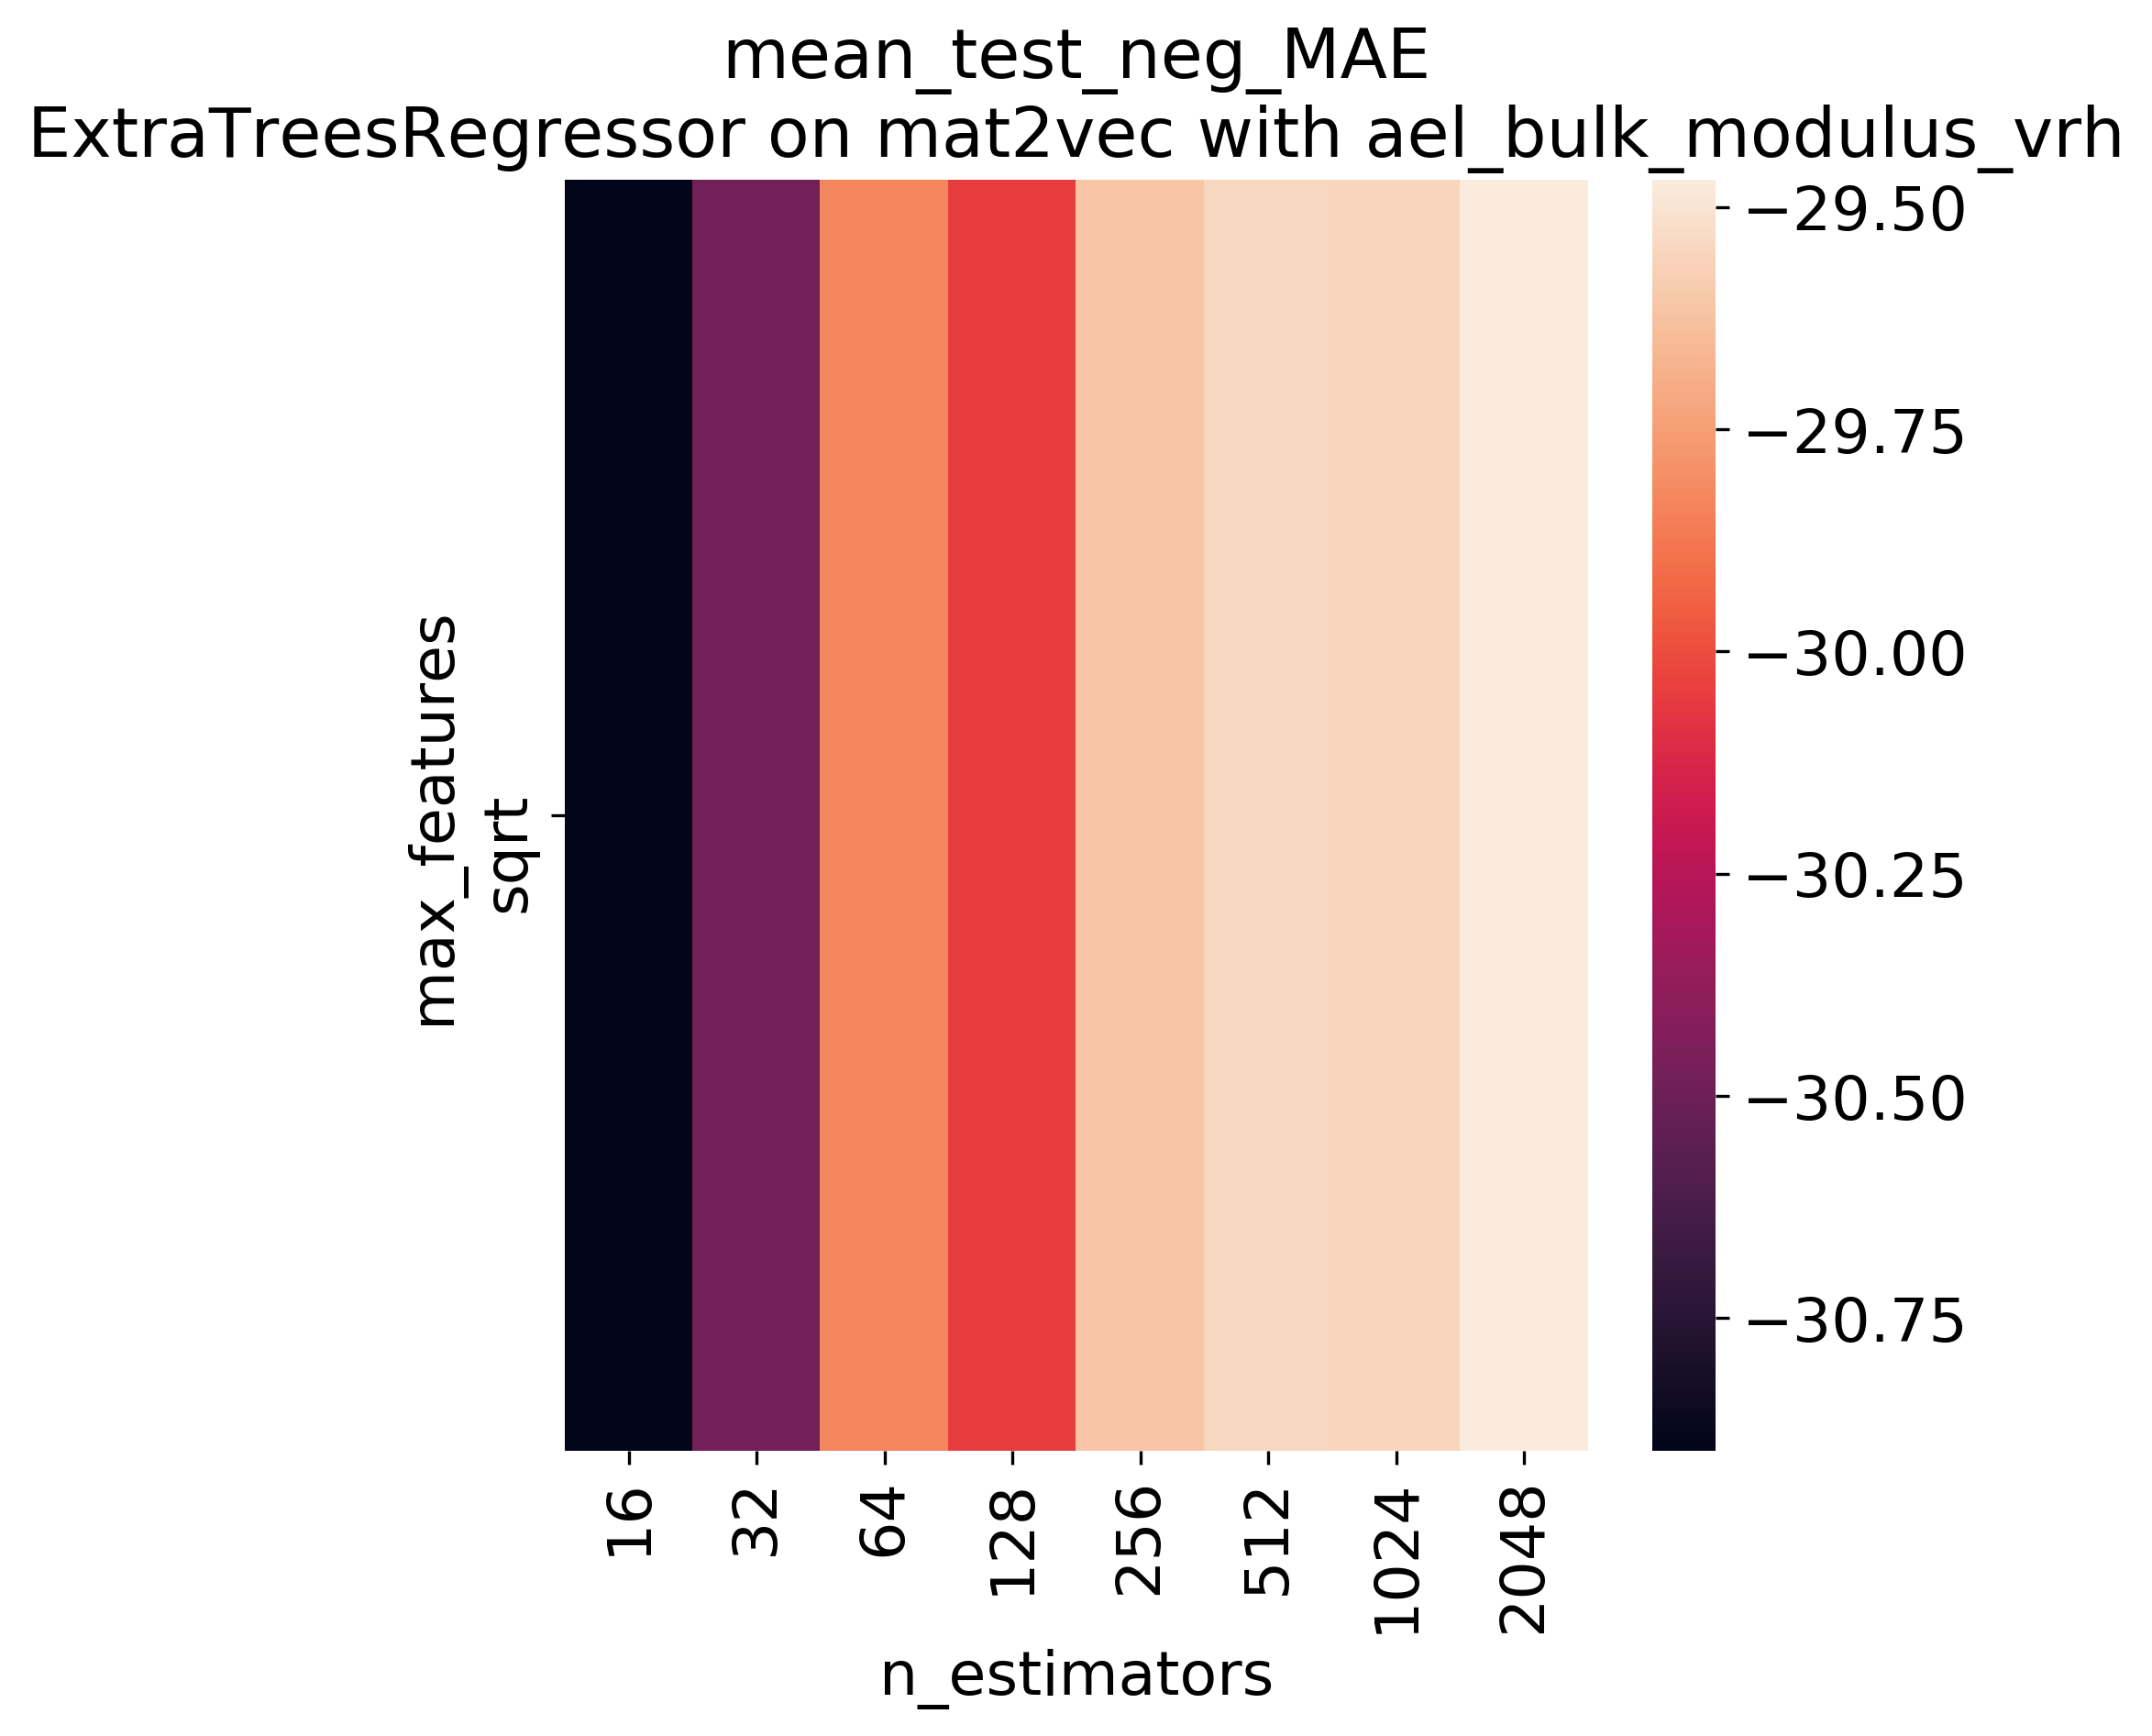 mean_test_neg_MAE
ExtraTreesRegressor on mat2vec with ael_bulk_modulus_vrh
max_features
sqrt
16
32
64
128
256
512
1024
2048
n_estimators
−29.50
−29.75
−30.00
−30.25
−30.50
−30.75